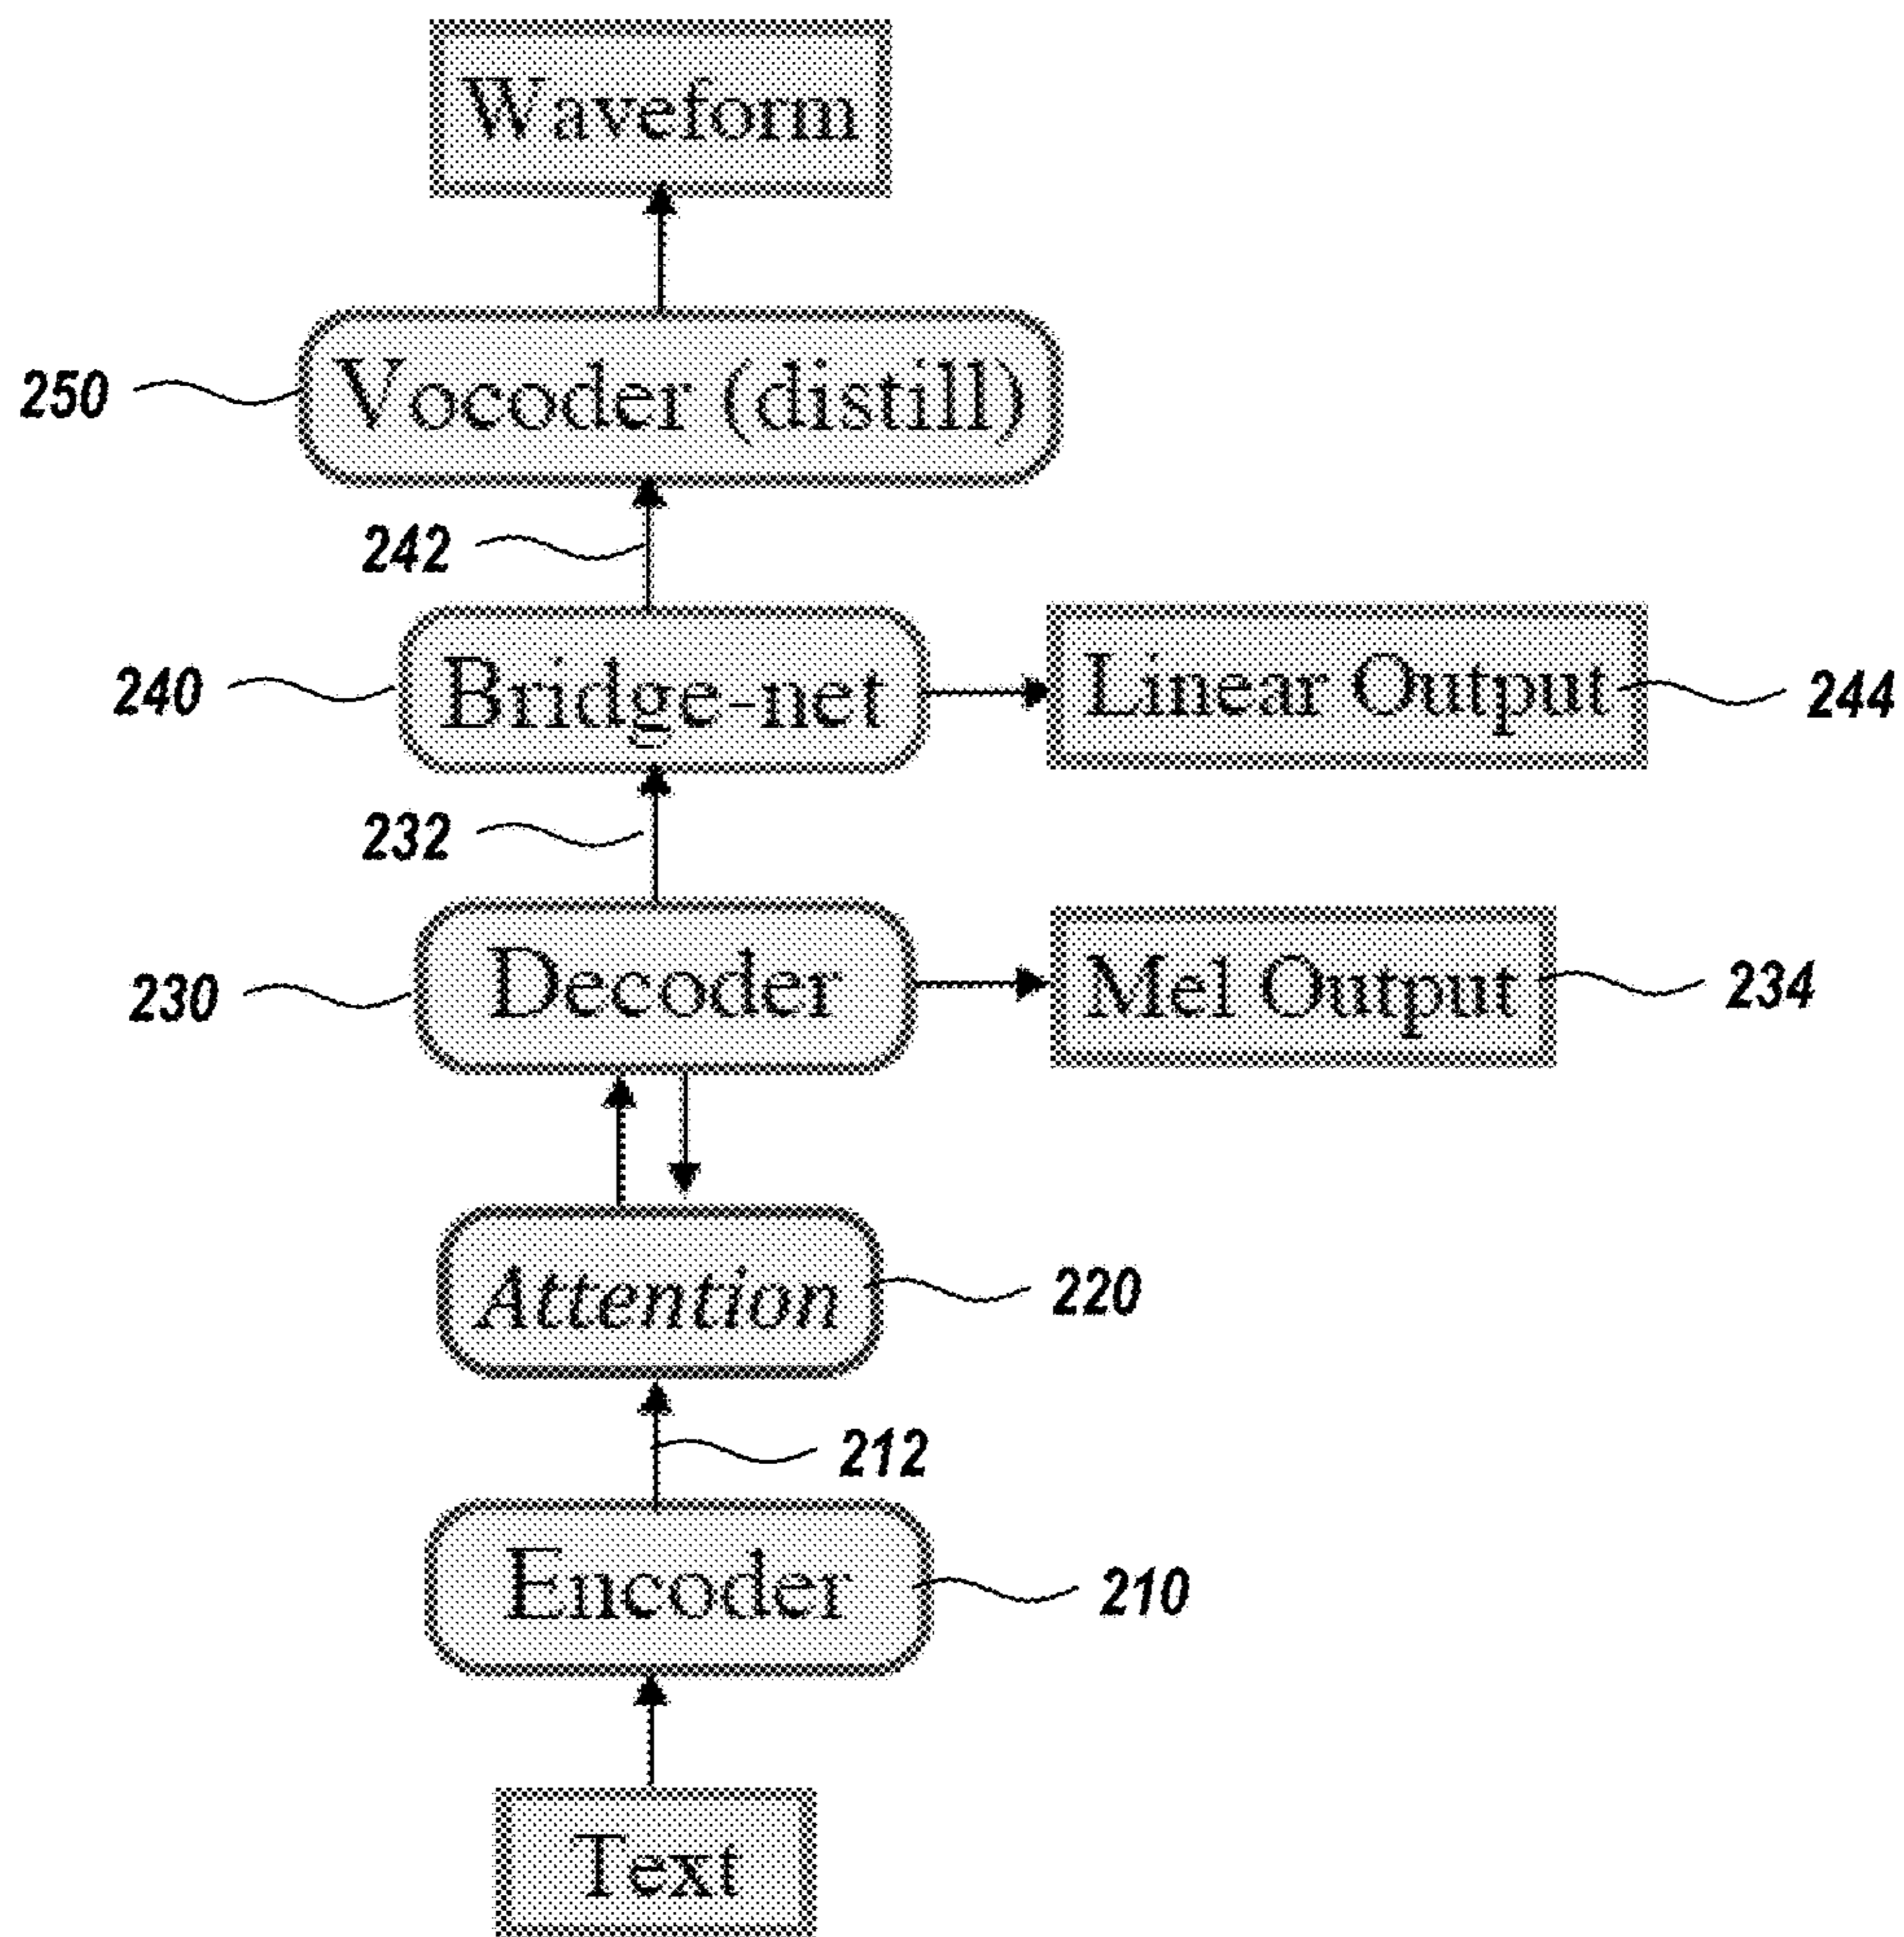 Waveform
250
Vocoder (distill)
242
240
Bridge-net
Linear Output
244
232
230
Decoder
Mel Output
234
Attention
220
212
Encoder
210
Text